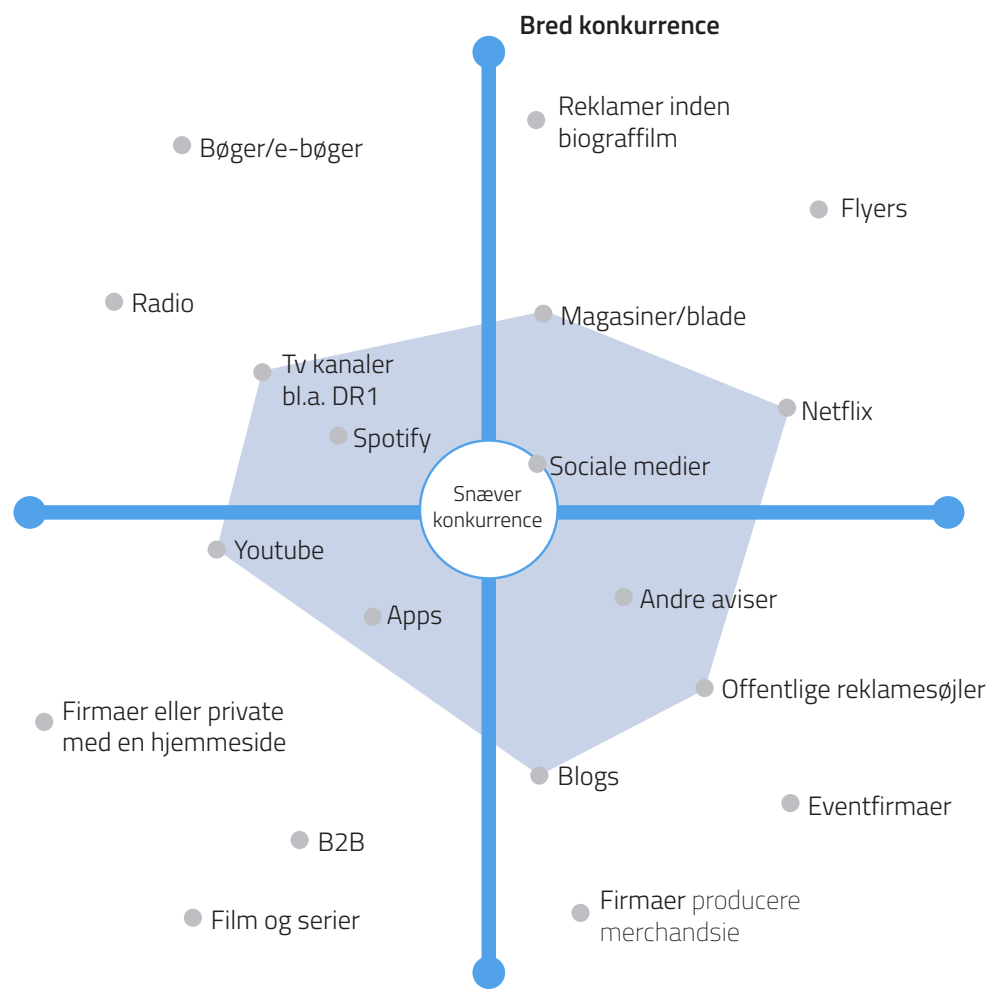 Bred konkurrence
Reklamer inden
biograffilm
Bøger/e-bøger
Flyers
Radio
Magasiner/blade
Tv kanaler
bl.a. DR1
Netflix
Spotify
Sociale medier
Snæver
konkurrence
Youtube
Andre aviser
Apps
Offentlige reklamesøjler
Firmaer eller private
med en hjemmeside
Blogs
Eventfirmaer
B2B
Firmaer producere
merchandsie
Film og serier